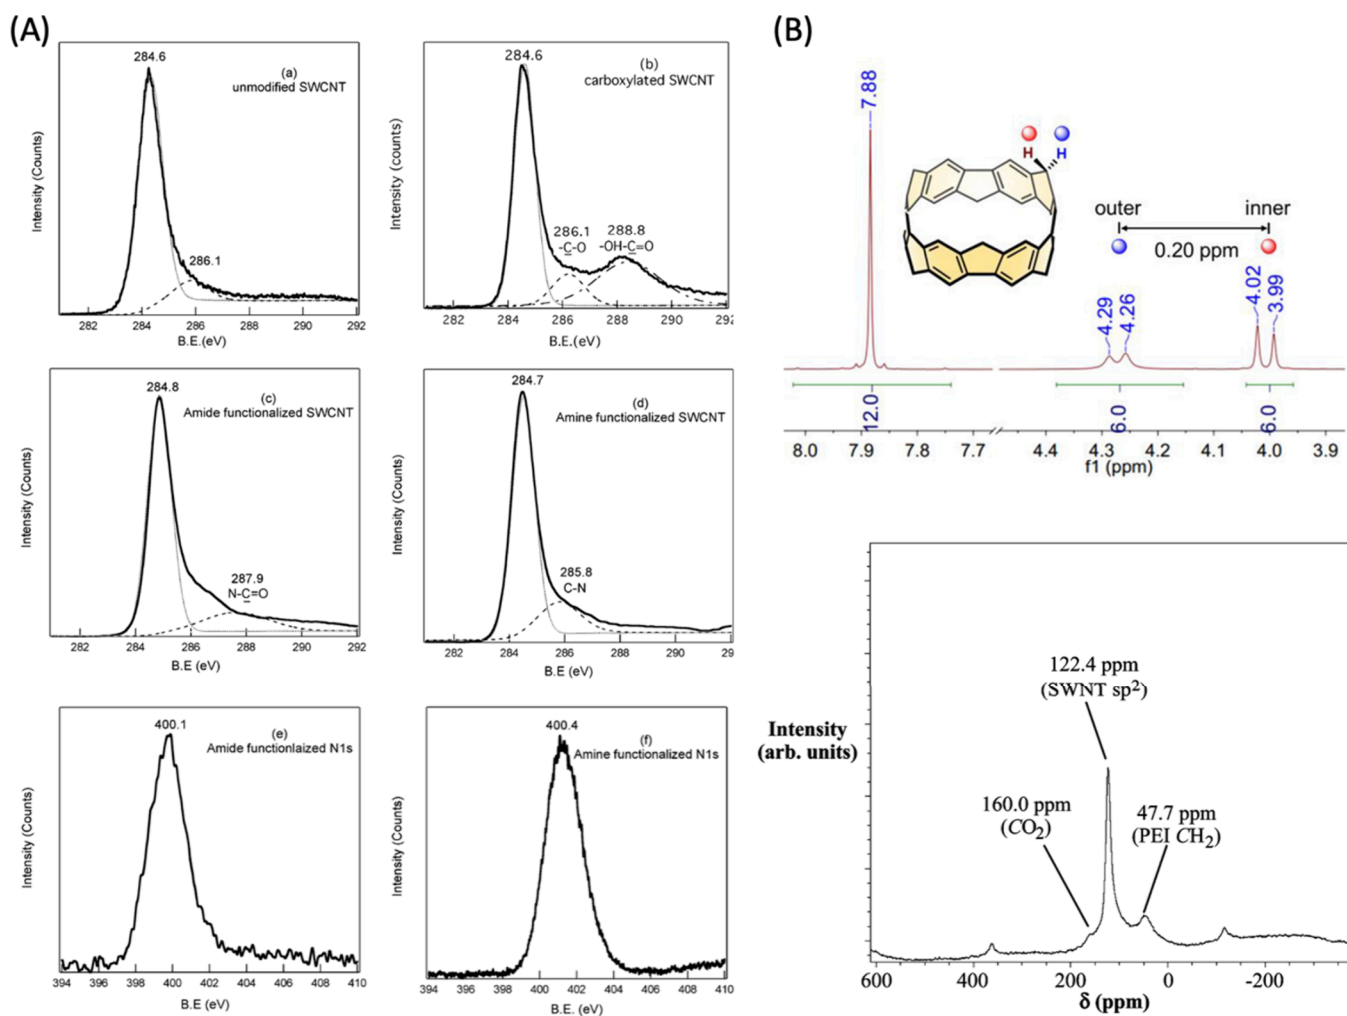 (A)
284.6
(a)
unmodified SWCNT
286.1
Intensity (Counts)
282 284 286 288 290 292
B.E.(eV)
284.6
(b)
carboxylated SWCNT
286.1
-C-O
288.8
-OH-C=O
Intensity (counts)
282 284 286 288 290 292
B.E.(eV)
284.8
(c)
Amide functionalized SWCNT
287.9
N-C=O
Intensity (Counts)
282 284 286 288 290 292
B.E (eV)
284.7
(d)
Amine functionalized SWCNT
285.8
C-N
Intensity (Counts)
282 284 286 288 290 29
B.E (eV)
400.1
(e)
Amide functionlaized N1s
Intensity (Counts)
394 396 398 400 402 404 406 408 410
B.E (eV)
400.4
(f)
Amine functionalized N1s
Intensity (Counts)
394 396 398 400 402 404 406 408 410
B.E. (eV)
(B)
7.88
H H
outer inner
0.20 ppm
4.29 4.26 4.02 3.99
12.0 6.0 6.0
8.0 7.9 7.8 7.7 4.4 4.3 4.2 4.1 4.0 3.9
f1 (ppm)
122.4 ppm
(SWNT sp2)
Intensity
(arb. units)
160.0 ppm
(CO2)
47.7 ppm
(PEI CH2)
600 400 200 0 -200
δ (ppm)